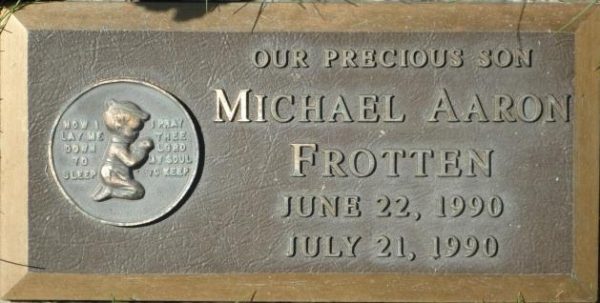 OUR PRECIOUS SON
MICHAEL AARON
FROTTEN
JUNE 22, 1990
JULY 21, 1990
NOW I
LAY ME
DOWN
TO
SLEEP
I PRAY
THEE
LORD
MY SOUL
TO KEEP